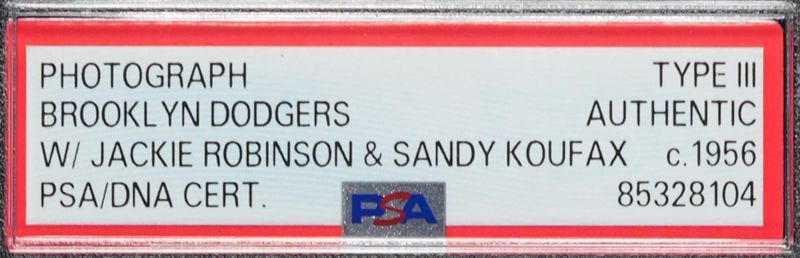 PHOTOGRAPH TYPE III
BROOKLYN DODGERS AUTHENTIC
W/ JACKIE ROBINSON & SANDY KOUFAX c.1956
PSA/DNA CERT. 85328104
PSA